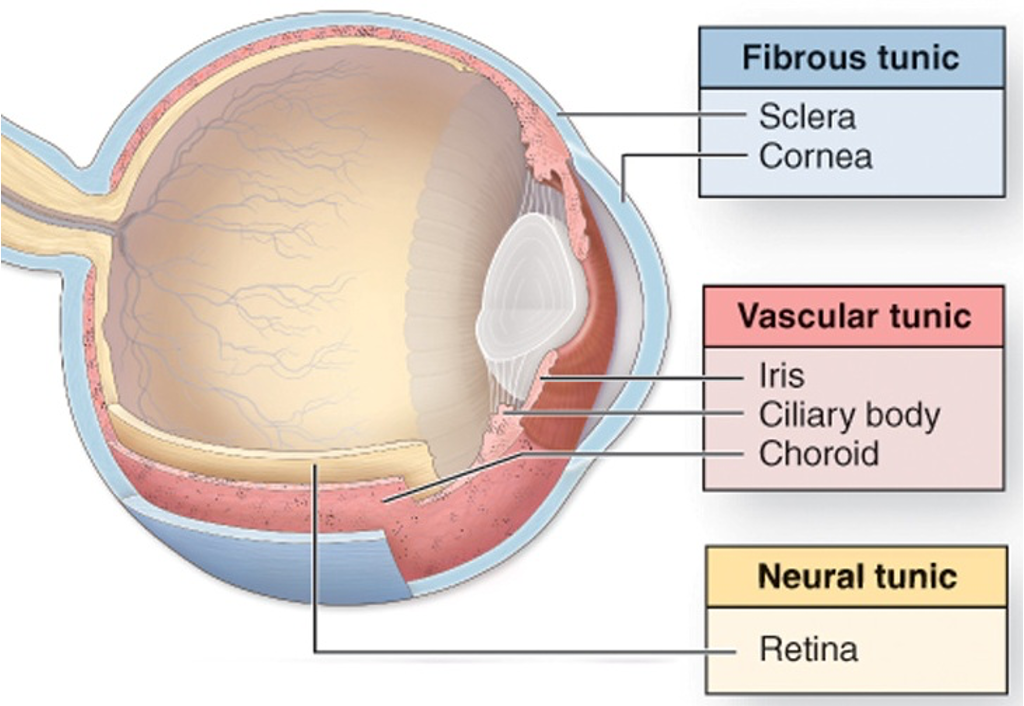 Fibrous tunic
Sclera
Cornea
Vascular tunic
Iris
Ciliary body
Choroid
Neural tunic
Retina